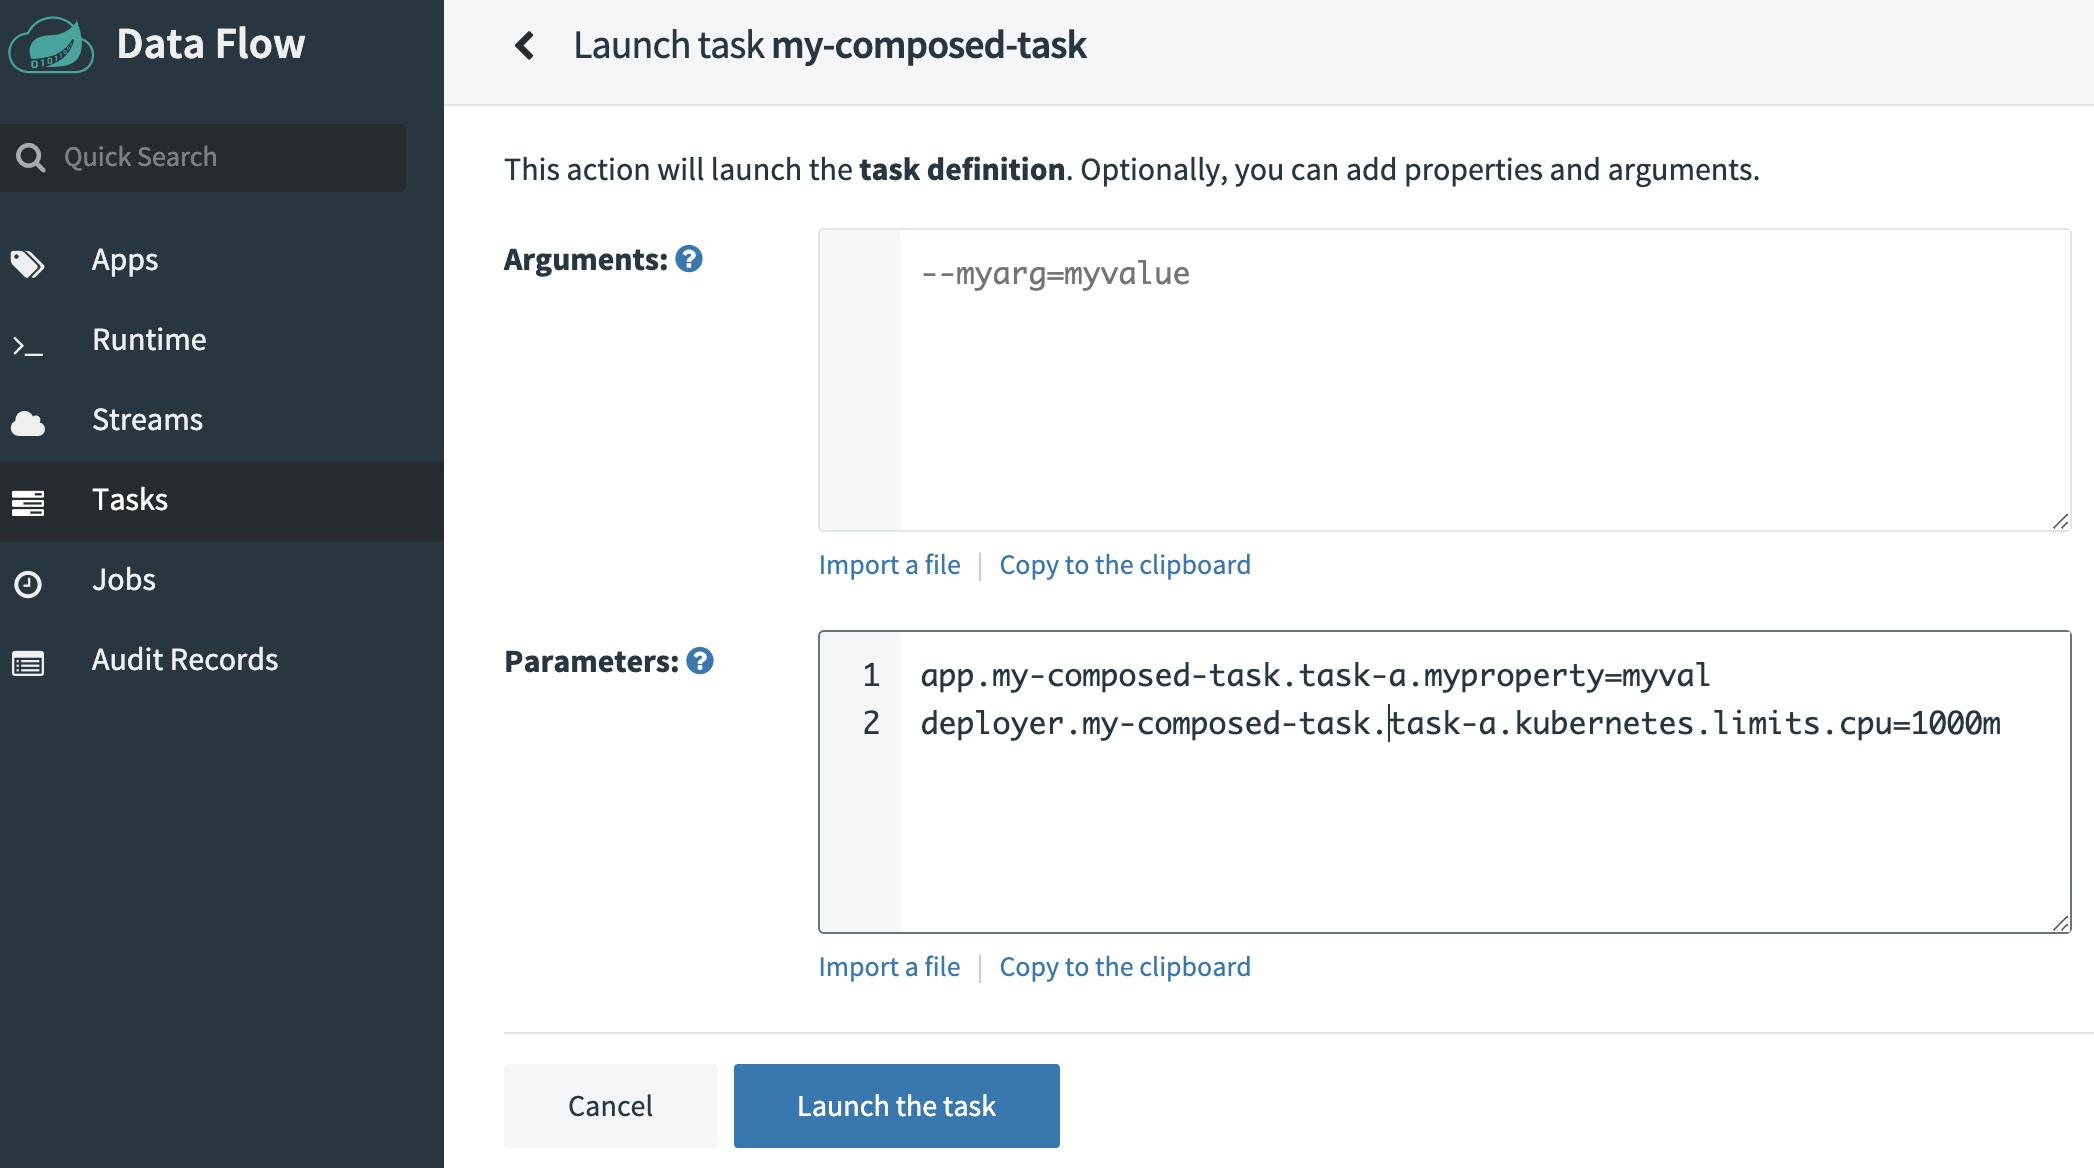 Data Flow
Quick Search
Apps
Runtime
Streams
Tasks
Jobs
Audit Records
Launch task my-composed-task
This action will launch the task definition. Optionally, you can add properties and arguments.
Arguments: ?
--myarg=myvalue
Import a file | Copy to the clipboard
Parameters: ?
1 app.my-composed-task.task-a.myproperty=myval
2 deployer.my-composed-task.task-a.kubernetes.limits.cpu=1000m
Import a file | Copy to the clipboard
Cancel
Launch the task